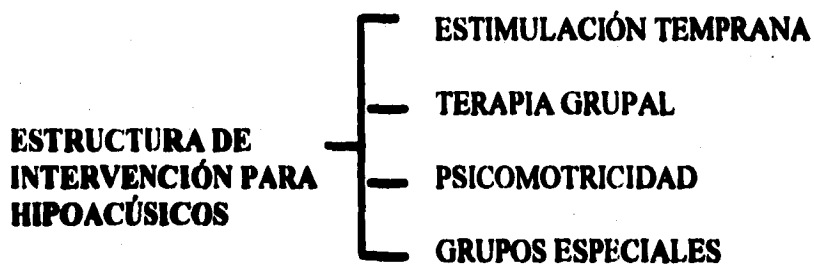 ESTIMULACIÓN TEMPRANA
TERAPIA GRUPAL
ESTRUCTURA DE
INTERVENCIÓN PARA
HIPOACÚSICOS
PSICOMOTRICIDAD
GRUPOS ESPECIALES